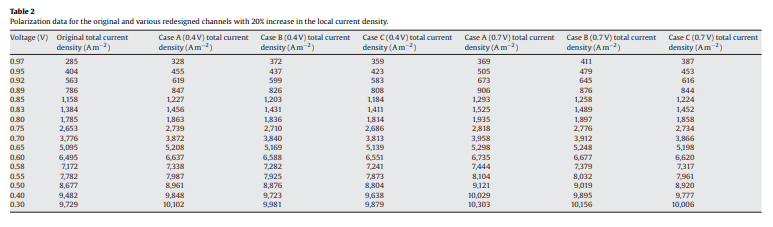 Table 2
Polarization data for the original and various redesigned channels with 20% increase in the local current density.
Voltage (V) Original total current density (A m⁻²) Case A (0.4 V) total current density (A m⁻²) Case B (0.4 V) total current density (A m⁻²) Case C (0.4 V) total current density (A m⁻²) Case A (0.7 V) total current density (A m⁻²) Case B (0.7 V) total current density (A m⁻²) Case C (0.7 V) total current density (A m⁻²)
0.97 285 328 372 359 369 411 387
0.95 404 455 437 423 505 479 453
0.92 563 619 599 583 673 645 616
0.89 786 847 826 808 906 876 844
0.85 1,158 1,227 1,203 1,184 1,293 1,258 1,224
0.83 1,384 1,456 1,431 1,411 1,525 1,489 1,452
0.80 1,785 1,863 1,836 1,814 1,935 1,897 1,858
0.75 2,653 2,739 2,710 2,686 2,818 2,776 2,734
0.70 3,776 3,872 3,840 3,813 3,958 3,912 3,866
0.65 5,095 5,208 5,169 5,139 5,298 5,248 5,198
0.60 6,495 6,637 6,588 6,551 6,735 6,677 6,620
0.58 7,172 7,338 7,282 7,241 7,444 7,379 7,317
0.55 7,782 7,987 7,925 7,873 8,104 8,032 7,961
0.50 8,677 8,961 8,876 8,804 9,121 9,019 8,920
0.40 9,482 9,848 9,723 9,638 10,029 9,895 9,748
0.30 9,729 10,102 9,981 9,879 10,303 10,156 10,006